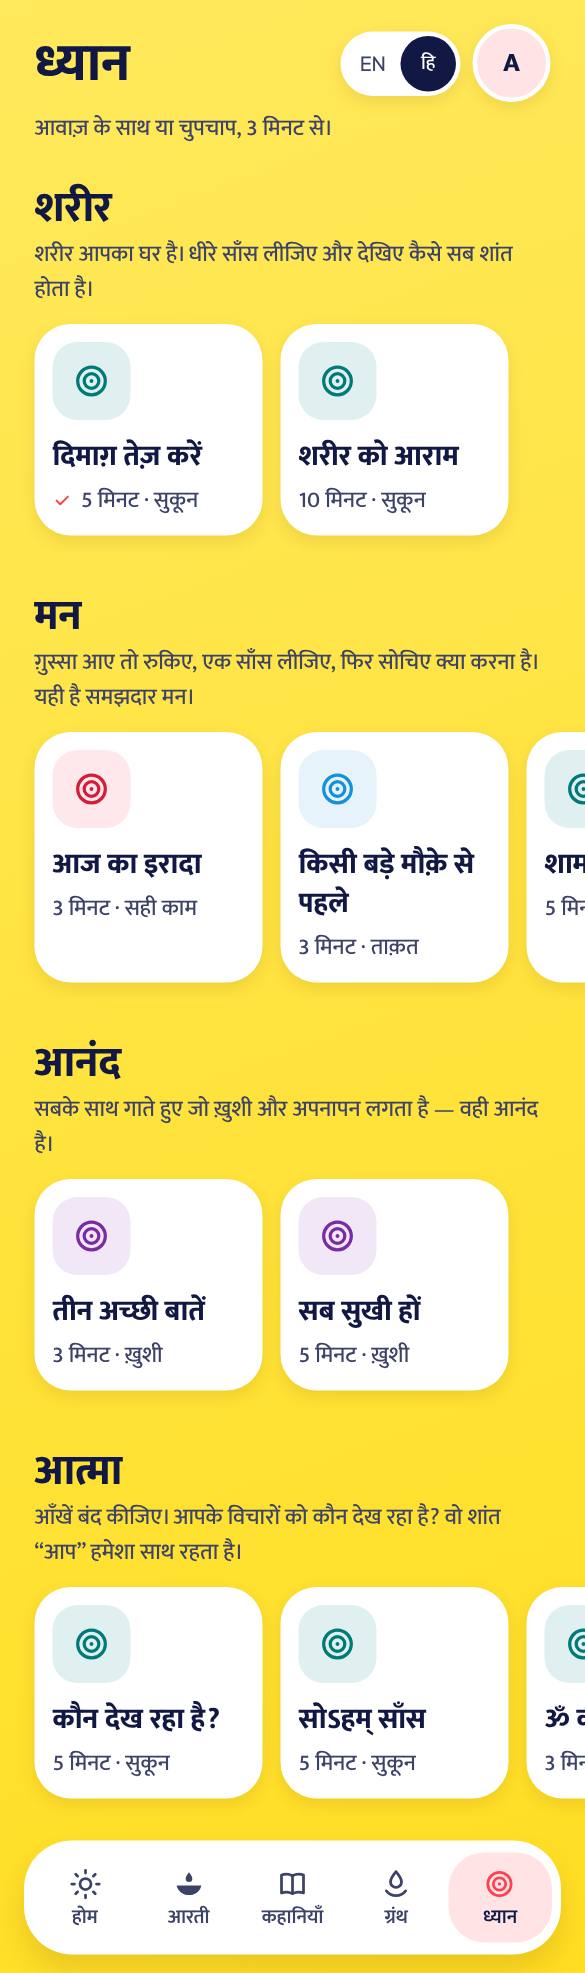 ध्यान
EN हि A
आवाज़ के साथ या चुपचाप, 3 मिनट से।
शरीर
शरीर आपका घर है। धीरे साँस लीजिए और देखिए कैसे सब शांत
होता है।
दिमाग़ तेज़ करें
5 मिनट · सुकून
शरीर को आराम
10 मिनट · सुकून
मन
ग़ुस्सा आए तो रुकिए, एक साँस लीजिए, फिर सोचिए क्या करना है।
यही है समझदार मन।
आज का इरादा
3 मिनट · सही काम
किसी बड़े मौक़े से
पहले
3 मिनट · ताक़त
शाम
5 मिन
आनंद
सबके साथ गाते हुए जो ख़ुशी और अपनापन लगता है — वही आनंद
है।
तीन अच्छी बातें
3 मिनट · ख़ुशी
सब सुखी हों
5 मिनट · ख़ुशी
आत्मा
आँखें बंद कीजिए। आपके विचारों को कौन देख रहा है? वो शांत
“आप” हमेशा साथ रहता है।
कौन देख रहा है?
5 मिनट · सुकून
सोऽहम् साँस
5 मिनट · सुकून
ॐ
3 मिन
होम आरती कहानियाँ ग्रंथ ध्यान